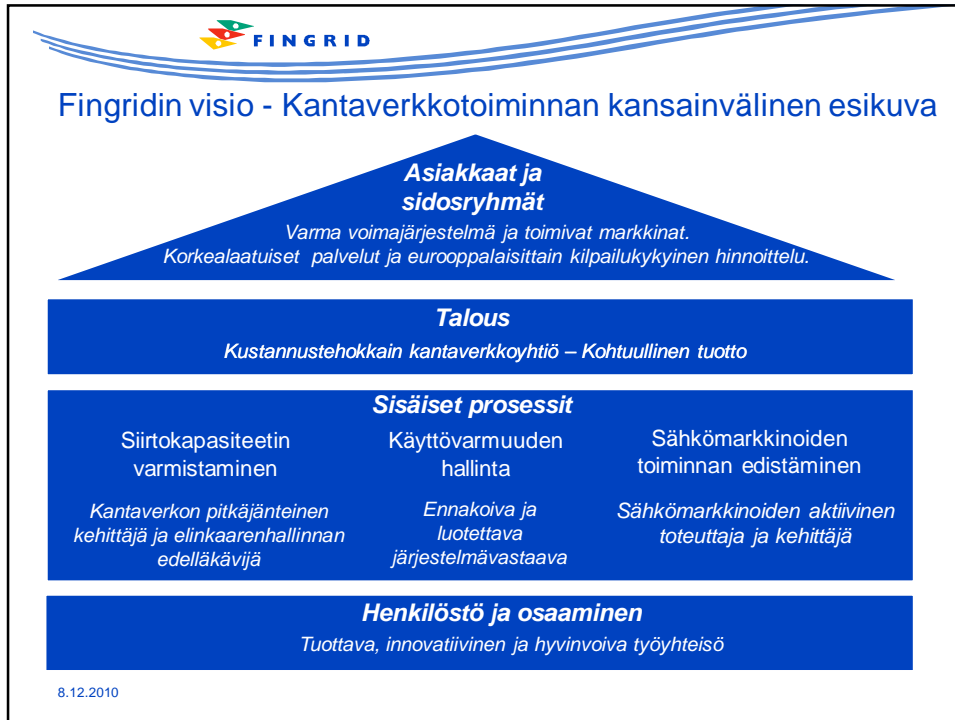 FINGRID
Fingridin visio - Kantaverkkotoiminnan kansainvälinen esikuva
Asiakkaat ja
sidosryhmät
Varma voimajärjestelmä ja toimivat markkinat.
Korkealaatuiset palvelut ja eurooppalaisittain kilpailukykyinen hinnoittelu.
Talous
Kustannustehokkain kantaverkkoyhtiö – Kohtuullinen tuotto
Sisäiset prosessit
Siirtokapasiteetin
varmistaminen
Kantaverkon pitkäjänteinen
kehittäjä ja elinkaarenhallinnan
edelläkävijä
Käyttövarmuuden
hallinta
Ennakoiva ja
luotettava
järjestelmävastaava
Sähkömarkkinoiden
toiminnan edistäminen
Sähkömarkkinoiden aktiivinen
toteuttaja ja kehittäjä
Henkilöstö ja osaaminen
Tuottava, innovatiivinen ja hyvinvoiva työyhteisö
8.12.2010